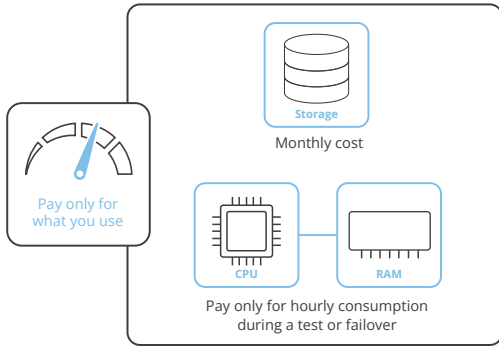 Storage
Monthly cost
Pay only for
what you use
CPU
RAM
Pay only for hourly consumption
during a test or failover